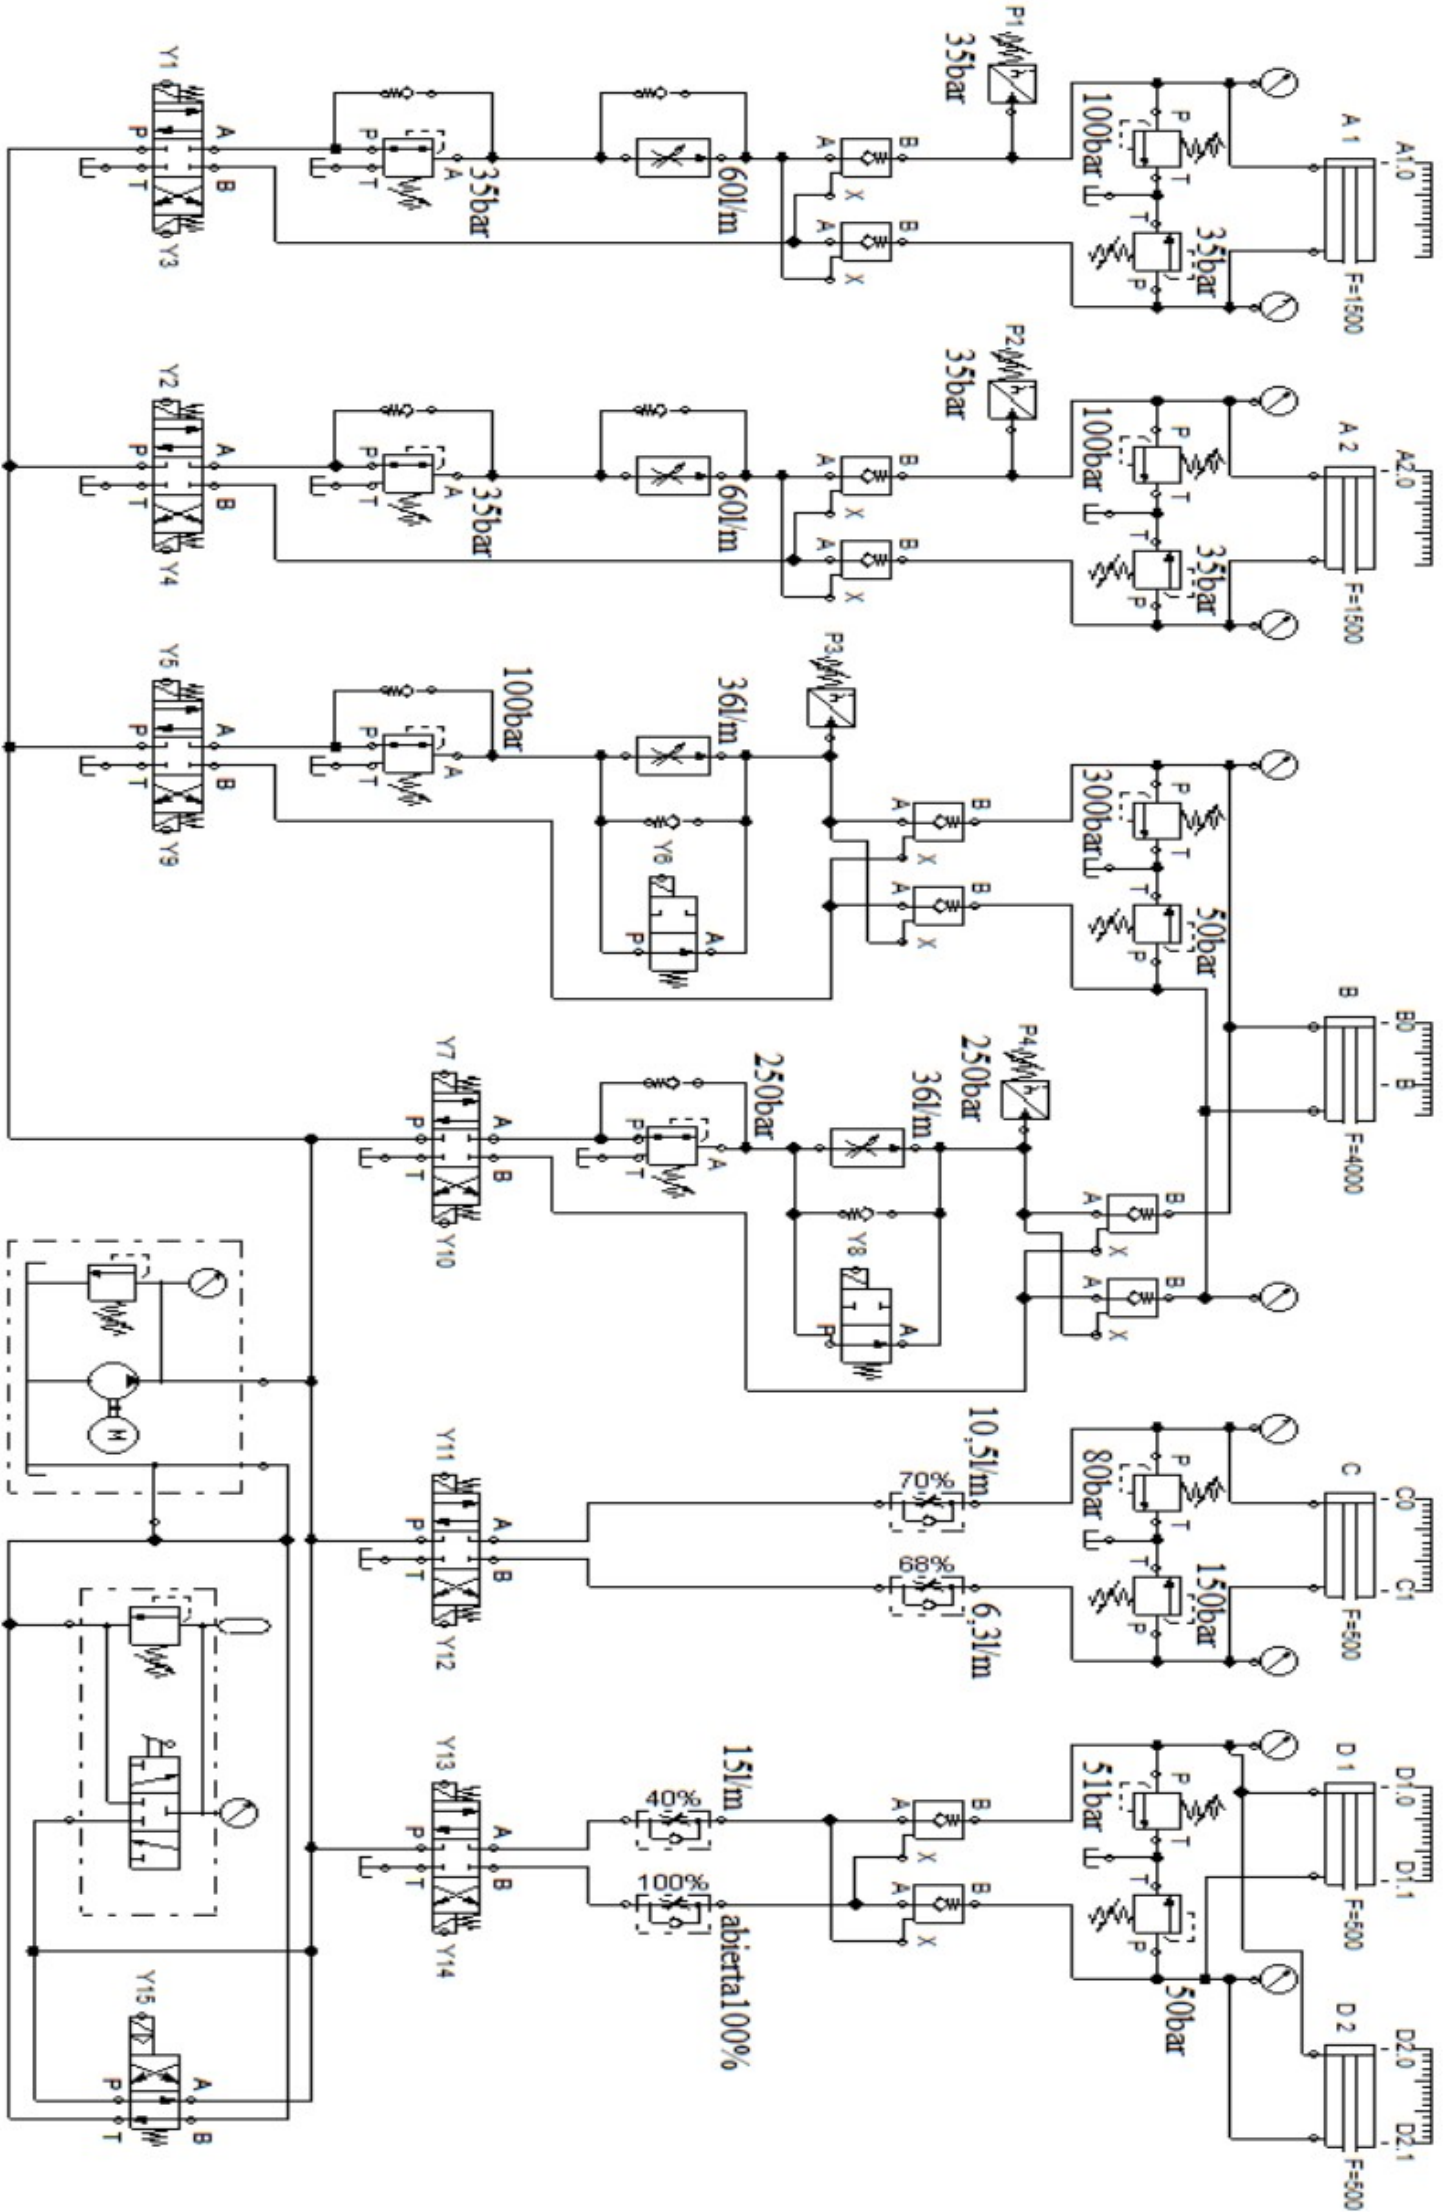 A1.0 A2.0 B0 B C0 C1 D1.0 D1.1 D2.0 D2.1
A 1 F=1500 A 2 F=1500 B F=4000 C F=500 D 1 F=500 D 2 F=500
35bar 35bar 50bar 150bar 50bar
P T P T P T P T P T
T P T P T P T P T P
100bar 100bar 300bar 80bar 51bar
B B
A X A X
P1 P2 P4
35bar 35bar 250bar
B B B B
10,5l/m 6,3l/m
70% 68%
36l/m
X X X X
A A A A
Y8
P A
B B B B
P3
A X A X A X A X
250bar
60l/m 60l/m 36l/m 15l/m abierta100%
40% 100%
A
P T
Y6
P A
35bar 35bar 100bar
A B A B A B
A A A
Y7 Y10 Y11 Y12 Y13 Y14
P T P T P T
P T P T P T
A B A B A B
A B
Y1 Y3 Y2 Y4 Y5 Y9
P T P T P T
M
Y15
P T